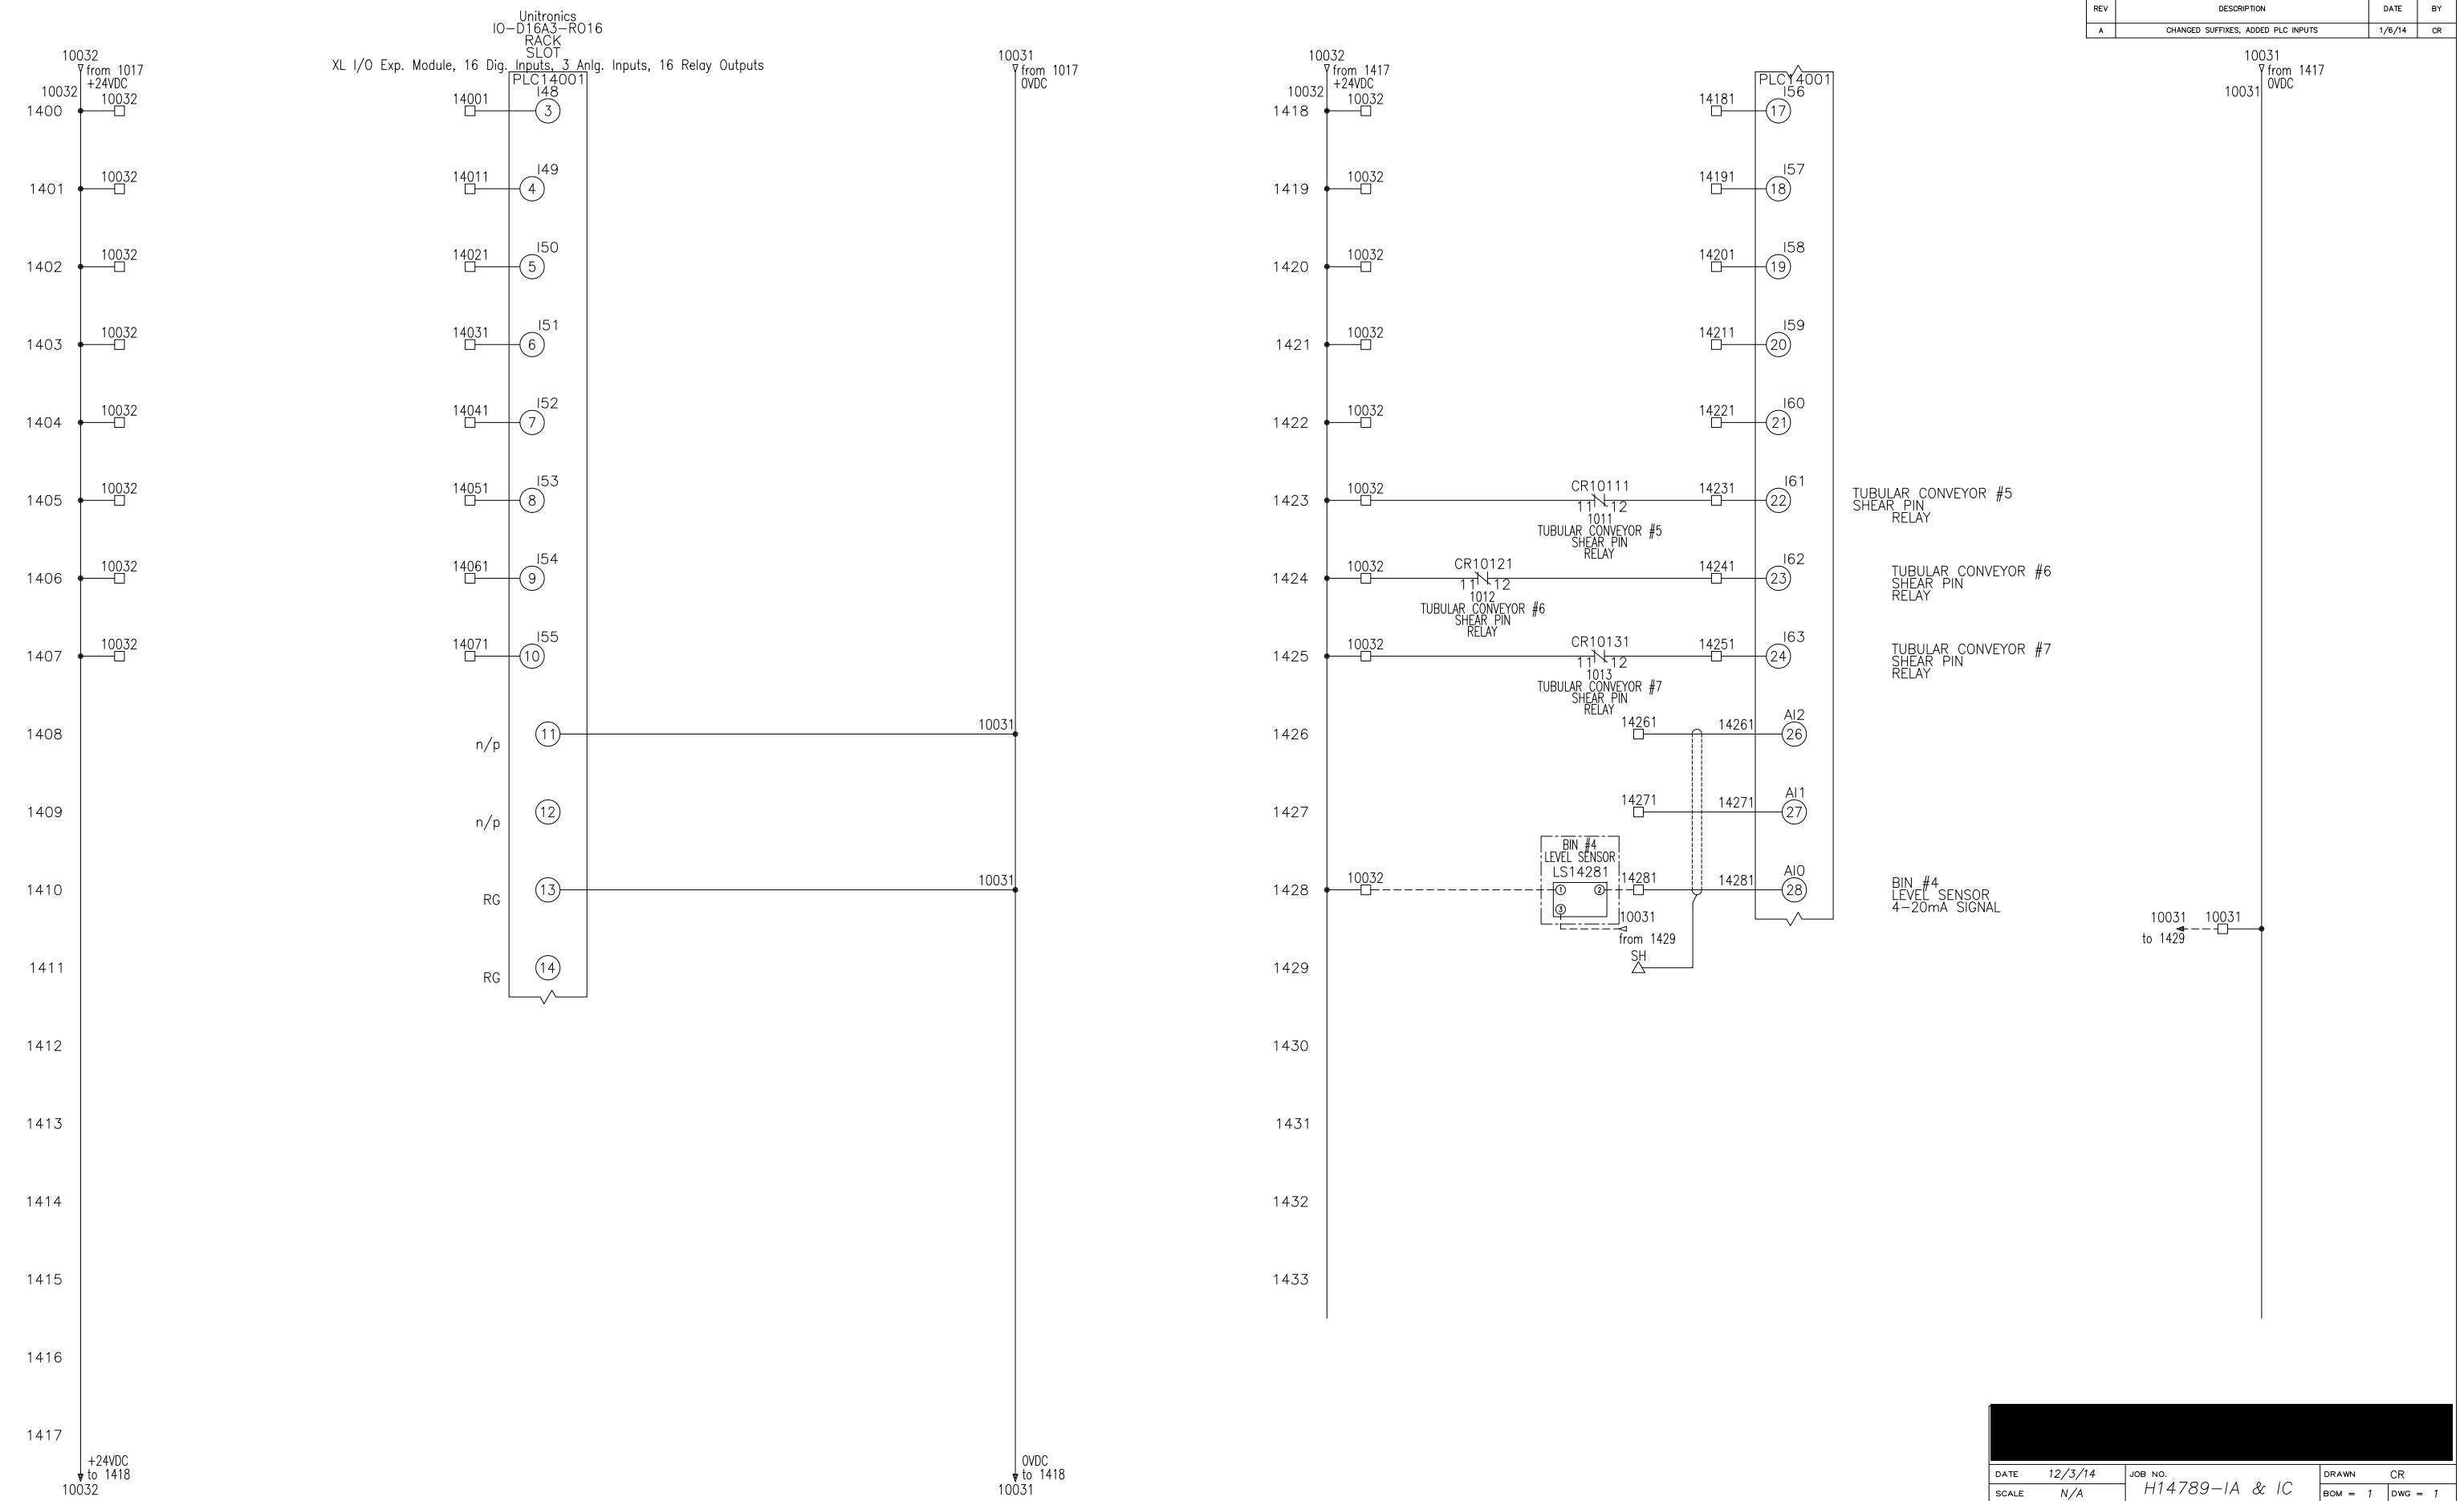 Unitronics
IO-D16A3-RO16
RACK
SLOT
XL I/O Exp. Module, 16 Dig. Inputs, 3 Anlg. Inputs, 16 Relay Outputs
PLC14001
10032
from 1017
+24VDC
10032
10031
from 1017
0VDC
1400 10032 14001 I48 3
1401 10032 14011 I49 4
1402 10032 14021 I50 5
1403 10032 14031 I51 6
1404 10032 14041 I52 7
1405 10032 14051 I53 8
1406 10032 14061 I54 9
1407 10032 14071 I55 10
1408 n/p 11 10031
1409 n/p 12
1410 RG 13 10031
1411 RG 14
1412
1413
1414
1415
1416
1417
+24VDC
to 1418
10032
0VDC
to 1418
10031
10032
from 1417
+24VDC
10032
PLC14001
10031
from 1417
0VDC
10031
1418 10032 14181 I56 17
1419 10032 14191 I57 18
1420 10032 14201 I58 19
1421 10032 14211 I59 20
1422 10032 14221 I60 21
1423 10032 CR10111 14231 I61 22
11 12
1011
TUBULAR CONVEYOR #5
SHEAR PIN
RELAY
TUBULAR CONVEYOR #5
SHEAR PIN
RELAY
1424 10032 CR10121 14241 I62 23
11 12
1012
TUBULAR CONVEYOR #6
SHEAR PIN
RELAY
TUBULAR CONVEYOR #6
SHEAR PIN
RELAY
1425 10032 CR10131 14251 I63 24
11 12
1013
TUBULAR CONVEYOR #7
SHEAR PIN
RELAY
TUBULAR CONVEYOR #7
SHEAR PIN
RELAY
1426 14261 14261 AI2 26
1427 14271 14271 AI1 27
BIN #4
LEVEL SENSOR
LS14281
1428 10032 1 2 14281 14281 AI0 28
3
10031
from 1429
BIN #4
LEVEL SENSOR
4-20mA SIGNAL
10031 10031
to 1429
SH
1429
1430
1431
1432
1433
REV DESCRIPTION DATE BY
A CHANGED SUFFIXES, ADDED PLC INPUTS 1/6/14 CR
DATE 12/3/14 JOB NO. H14789-IA & IC DRAWN CR
SCALE N/A BOM = 1 DWG = 1